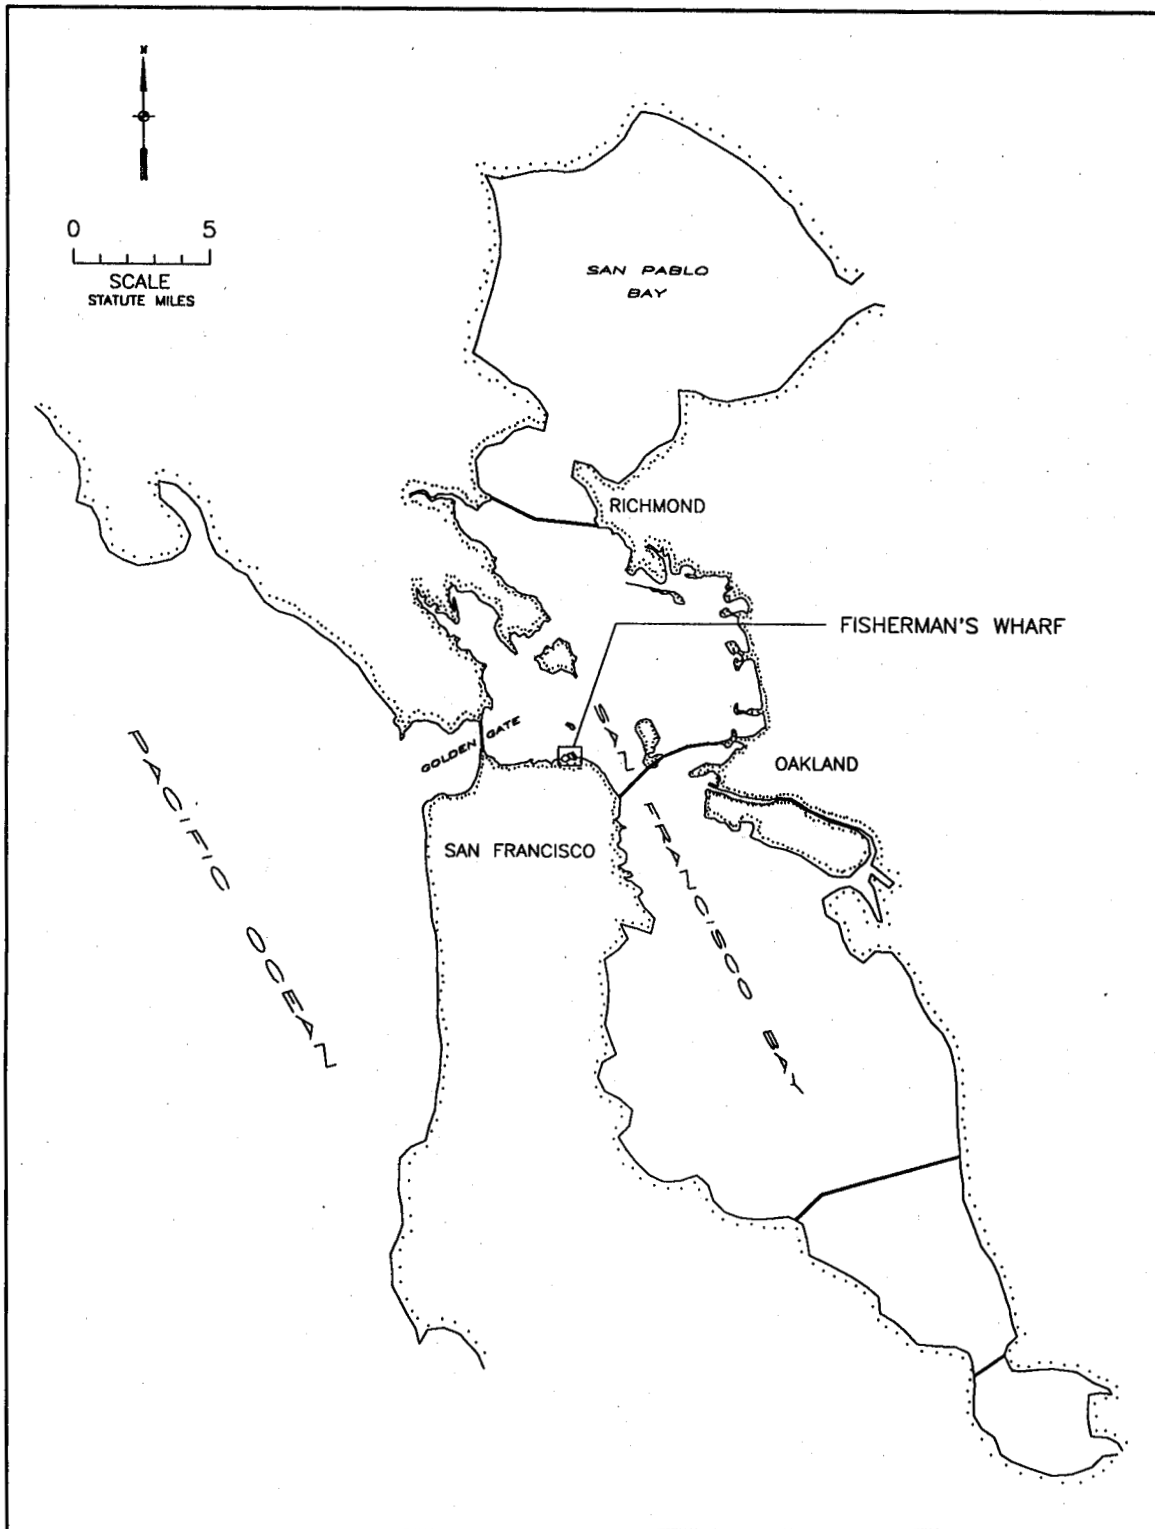 N
0 5
SCALE
STATUTE MILES
SAN PABLO
BAY
RICHMOND
FISHERMAN'S WHARF
GOLDEN GATE
OAKLAND
SAN FRANCISCO
SAN FRANCISCO BAY
PACIFIC OCEAN